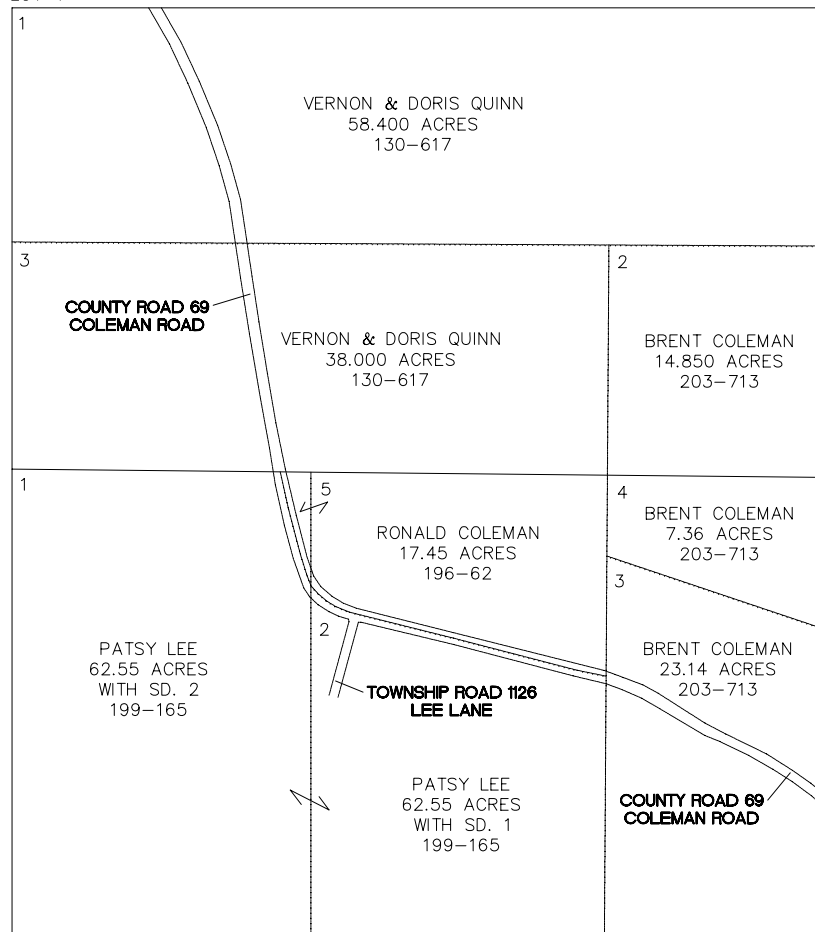 1
VERNON & DORIS QUINN
58.400 ACRES
130-617
3
COUNTY ROAD 69
COLEMAN ROAD
VERNON & DORIS QUINN
38.000 ACRES
130-617
2
BRENT COLEMAN
14.850 ACRES
203-713
1
5
RONALD COLEMAN
17.45 ACRES
196-62
4
BRENT COLEMAN
7.36 ACRES
203-713
3
BRENT COLEMAN
23.14 ACRES
203-713
2
PATSY LEE
62.55 ACRES
WITH SD. 2
199-165
TOWNSHIP ROAD 1126
LEE LANE
PATSY LEE
62.55 ACRES
WITH SD. 1
199-165
COUNTY ROAD 69
COLEMAN ROAD